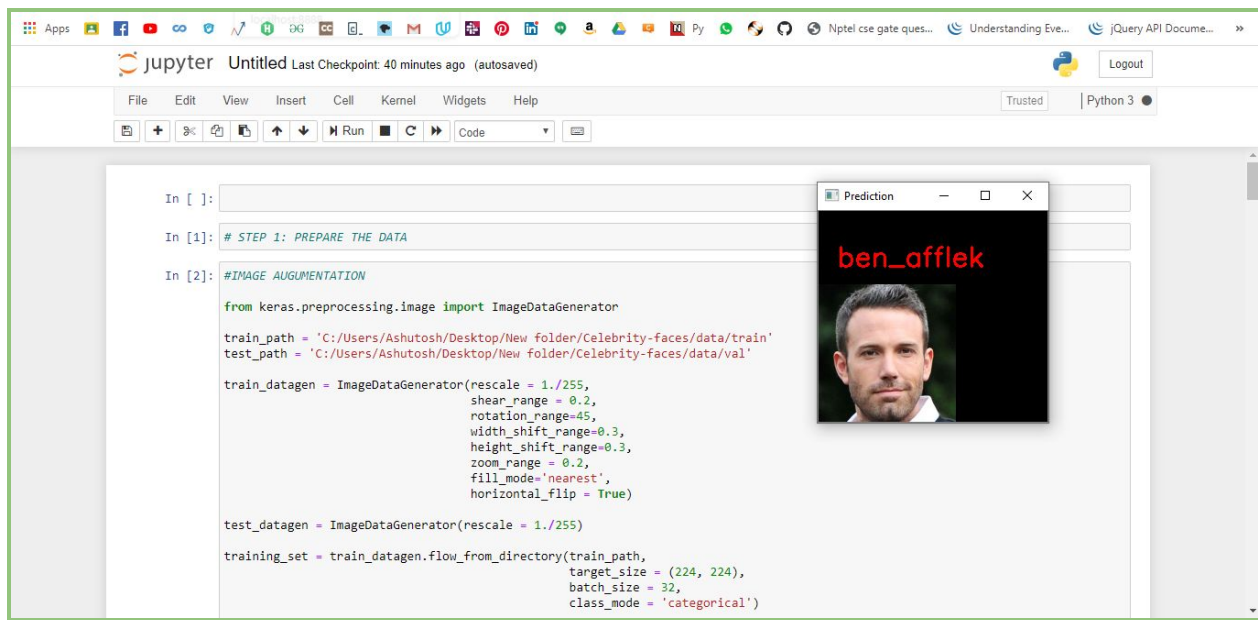 Apps
Py
Nptel cse gate ques...
Understanding Eve...
jQuery API Docume...
»
jupyter Untitled Last Checkpoint: 40 minutes ago (autosaved)
Logout
File Edit View Insert Cell Kernel Widgets Help
Trusted
Python 3
Run
Code
In [ ]:
In [1]: # STEP 1: PREPARE THE DATA
In [2]: #IMAGE AUGUMENTATION
from keras.preprocessing.image import ImageDataGenerator
train_path = 'C:/Users/Ashutosh/Desktop/New folder/Celebrity-faces/data/train'
test_path = 'C:/Users/Ashutosh/Desktop/New folder/Celebrity-faces/data/val'
train_datagen = ImageDataGenerator(rescale = 1./255,
shear_range = 0.2,
rotation_range=45,
width_shift_range=0.3,
height_shift_range=0.3,
zoom_range = 0.2,
fill_mode='nearest',
horizontal_flip = True)
test_datagen = ImageDataGenerator(rescale = 1./255)
training_set = train_datagen.flow_from_directory(train_path,
target_size = (224, 224),
batch_size = 32,
class_mode = 'categorical')
Prediction
ben_afflek